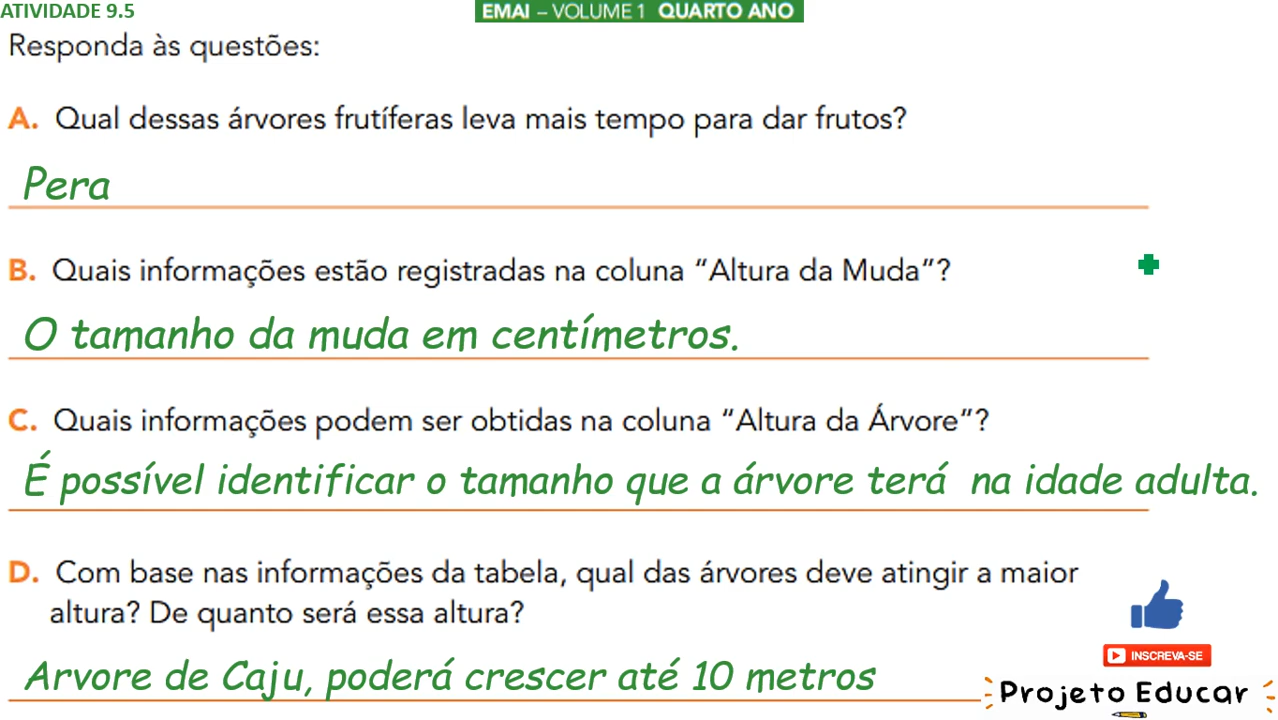 ATIVIDADE 9.5
EMAI – VOLUME 1 QUARTO ANO
Responda às questões:
A. Qual dessas árvores frutíferas leva mais tempo para dar frutos?
Pera
B. Quais informações estão registradas na coluna “Altura da Muda”?
O tamanho da muda em centímetros.
C. Quais informações podem ser obtidas na coluna “Altura da Árvore”?
É possível identificar o tamanho que a árvore terá na idade adulta.
D. Com base nas informações da tabela, qual das árvores deve atingir a maior
altura? De quanto será essa altura?
Arvore de Caju, poderá crescer até 10 metros
INSCREVA-SE
Projeto Educar